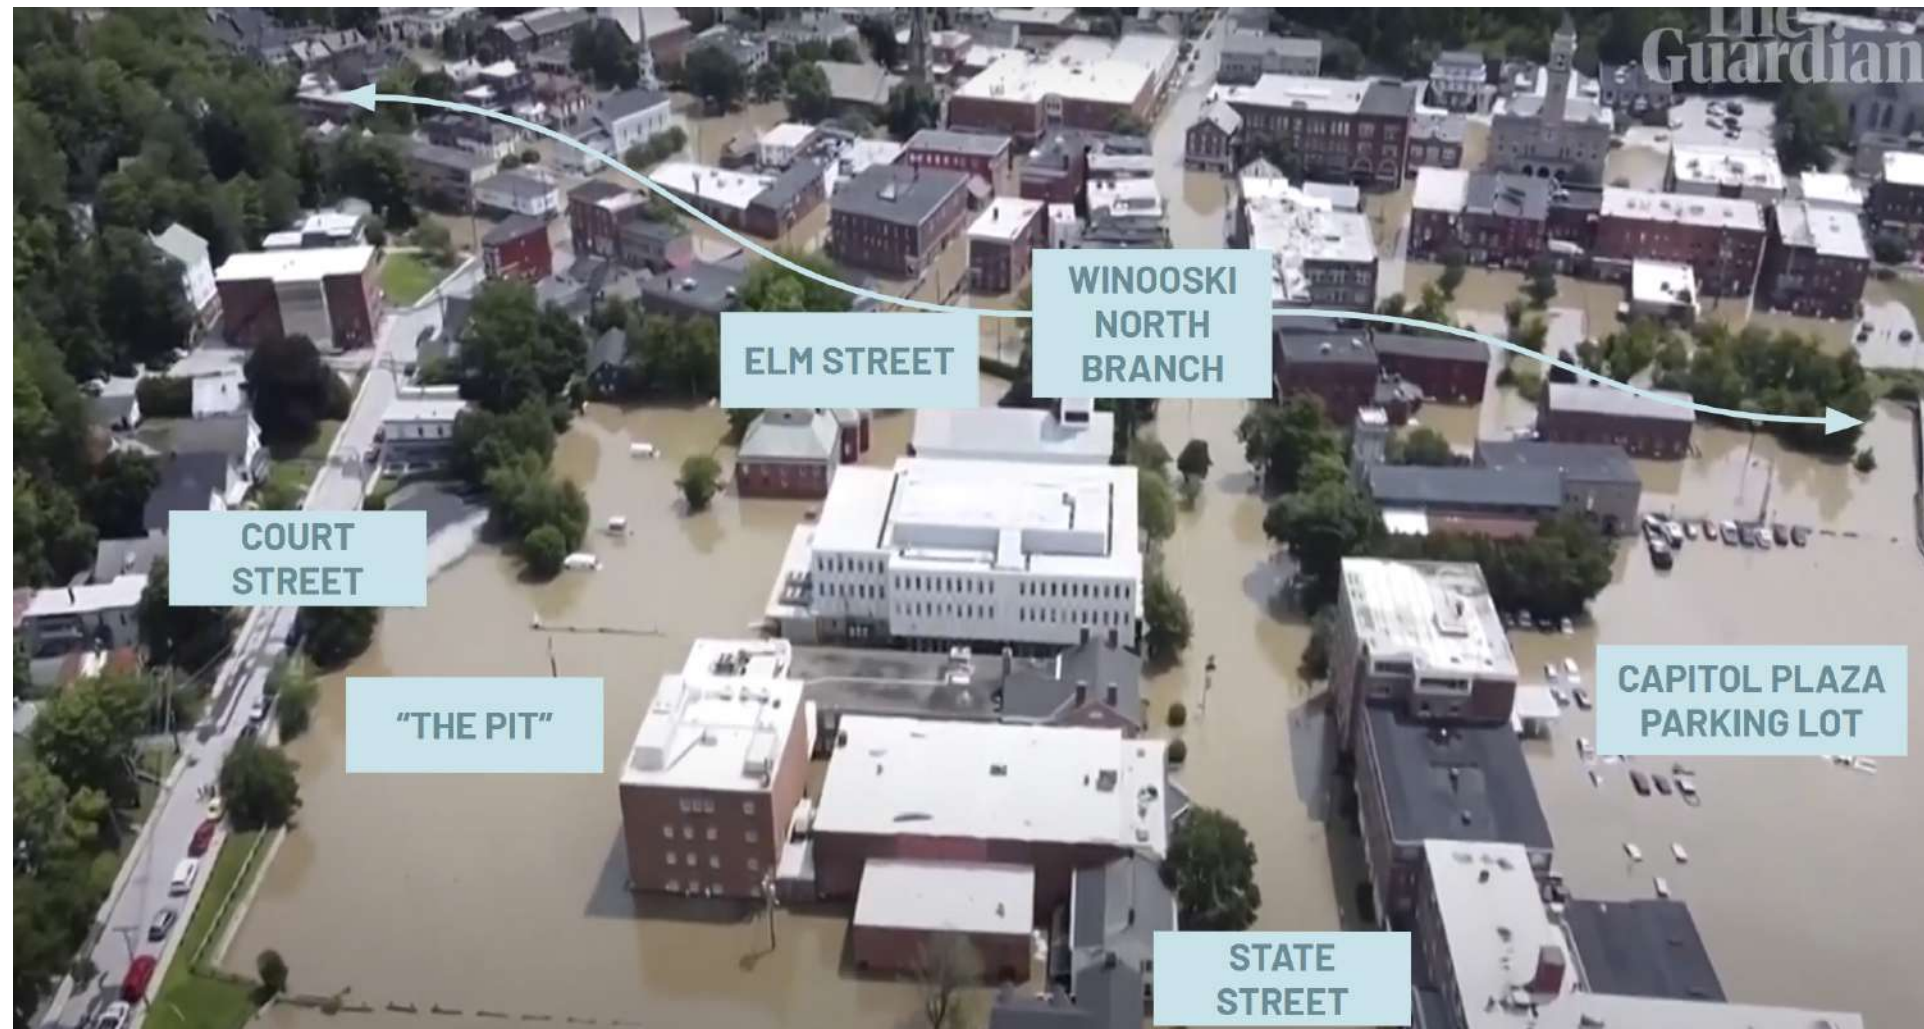 The
Guardian
WINOOSKI
NORTH
BRANCH
ELM STREET
COURT
STREET
"THE PIT"
CAPITOL PLAZA
PARKING LOT
STATE
STREET